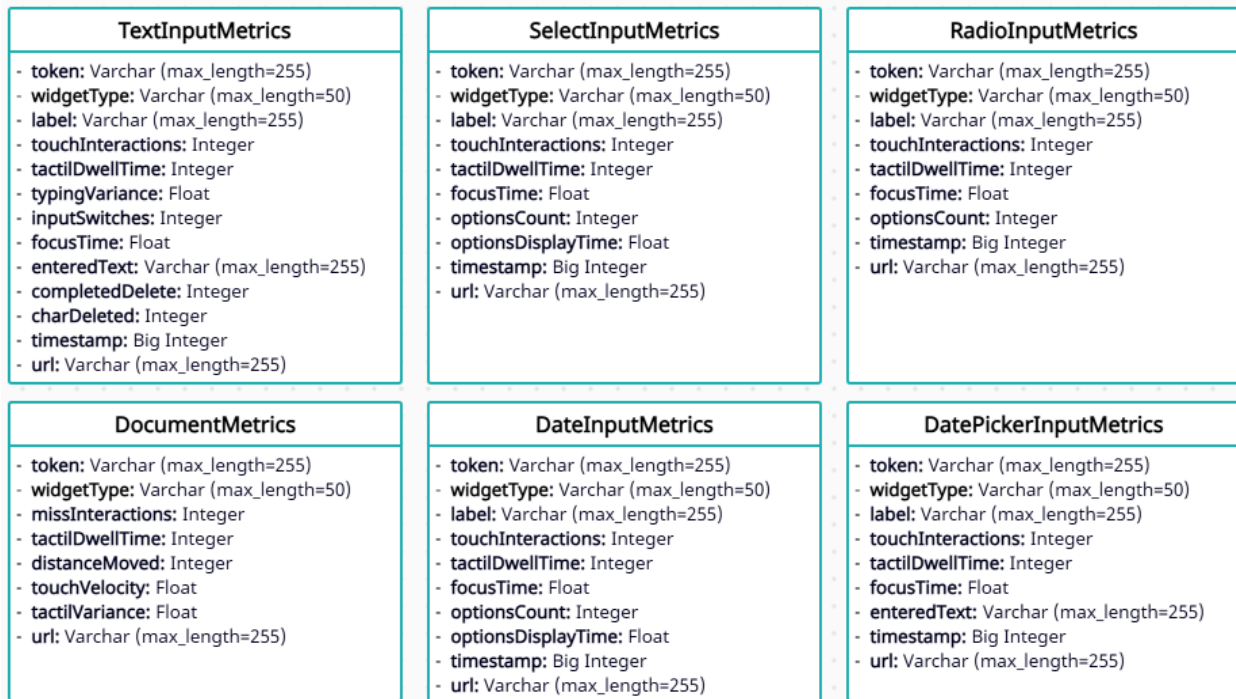 TextInputMetrics
- token: Varchar (max_length=255)
- widgetType: Varchar (max_length=50)
- label: Varchar (max_length=255)
- touchInteractions: Integer
- tactilDwellTime: Integer
- typingVariance: Float
- inputSwitches: Integer
- focusTime: Float
- enteredText: Varchar (max_length=255)
- completedDelete: Integer
- charDeleted: Integer
- timestamp: Big Integer
- url: Varchar (max_length=255)
SelectInputMetrics
- token: Varchar (max_length=255)
- widgetType: Varchar (max_length=50)
- label: Varchar (max_length=255)
- touchInteractions: Integer
- tactilDwellTime: Integer
- focusTime: Float
- optionsCount: Integer
- optionsDisplayTime: Float
- timestamp: Big Integer
- url: Varchar (max_length=255)
RadioInputMetrics
- token: Varchar (max_length=255)
- widgetType: Varchar (max_length=50)
- label: Varchar (max_length=255)
- touchInteractions: Integer
- tactilDwellTime: Integer
- focusTime: Float
- optionsCount: Integer
- timestamp: Big Integer
- url: Varchar (max_length=255)
DocumentMetrics
- token: Varchar (max_length=255)
- widgetType: Varchar (max_length=50)
- missInteractions: Integer
- tactilDwellTime: Integer
- distanceMoved: Integer
- touchVelocity: Float
- tactilVariance: Float
- url: Varchar (max_length=255)
DateInputMetrics
- token: Varchar (max_length=255)
- widgetType: Varchar (max_length=50)
- label: Varchar (max_length=255)
- touchInteractions: Integer
- tactilDwellTime: Integer
- focusTime: Float
- optionsCount: Integer
- optionsDisplayTime: Float
- timestamp: Big Integer
- url: Varchar (max_length=255)
DatePickerInputMetrics
- token: Varchar (max_length=255)
- widgetType: Varchar (max_length=50)
- label: Varchar (max_length=255)
- touchInteractions: Integer
- tactilDwellTime: Integer
- focusTime: Float
- enteredText: Varchar (max_length=255)
- timestamp: Big Integer
- url: Varchar (max_length=255)